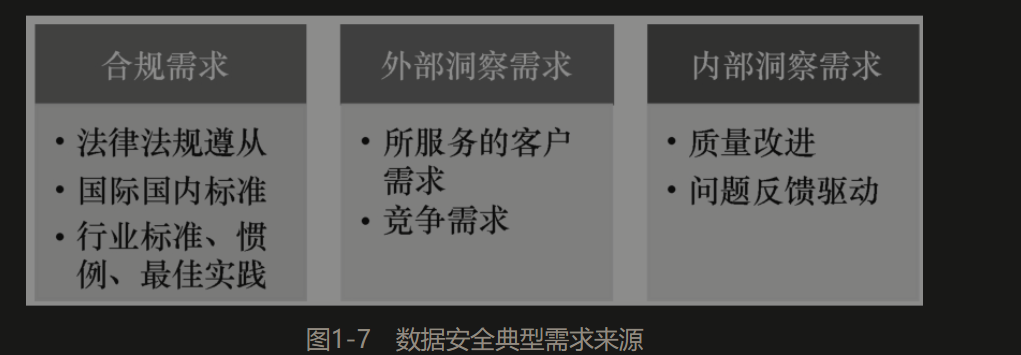 合规需求
• 法律法规遵从
• 国际国内标准
• 行业标准、惯
例、最佳实践
外部洞察需求
• 所服务的客户
需求
• 竞争需求
内部洞察需求
• 质量改进
• 问题反馈驱动
图1-7 数据安全典型需求来源